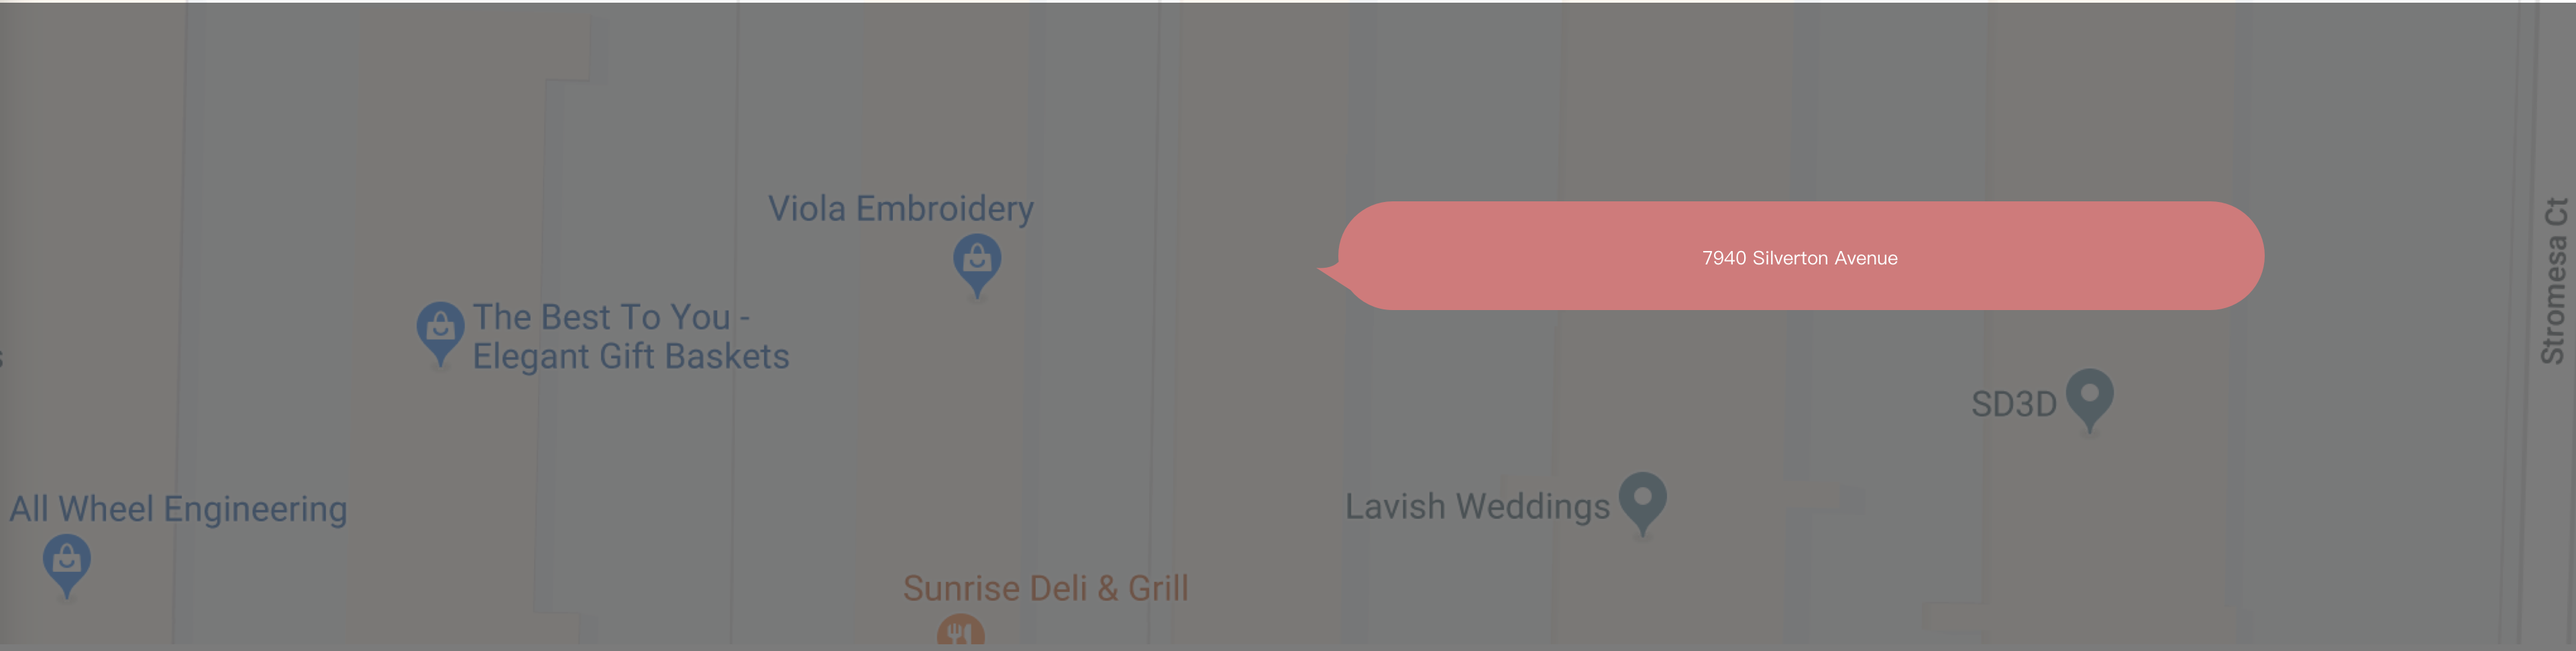 Viola Embroidery
7940 Silverton Avenue
Stromesa Ct
The Best To You -
Elegant Gift Baskets
SD3D
All Wheel Engineering
Lavish Weddings
Sunrise Deli & Grill